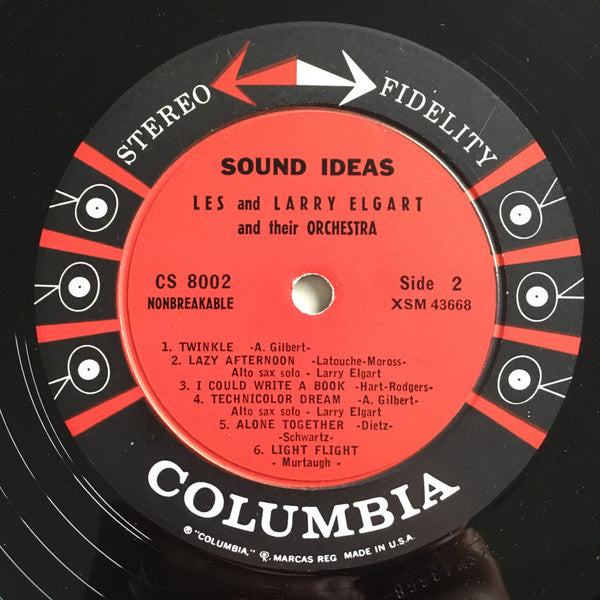 STEREO FIDELITY
SOUND IDEAS
LES and LARRY ELGART
and their ORCHESTRA
CS 8002
NONBREAKABLE
Side 2
XSM 43668
1. TWINKLE -A. Gilbert-
2. LAZY AFTERNOON -Latouche-Moross-
Alto sax solo - Larry Elgart
3. I COULD WRITE A BOOK -Hart-Rodgers-
4. TECHNICOLOR DREAM -A. Gilbert-
Alto sax solo - Larry Elgart
5. ALONE TOGETHER -Dietz-
-Schwartz-
6. LIGHT FLIGHT
- Murtaugh -
COLUMBIA
® "COLUMBIA," ℗. MARCAS REG MADE IN U.S.A.